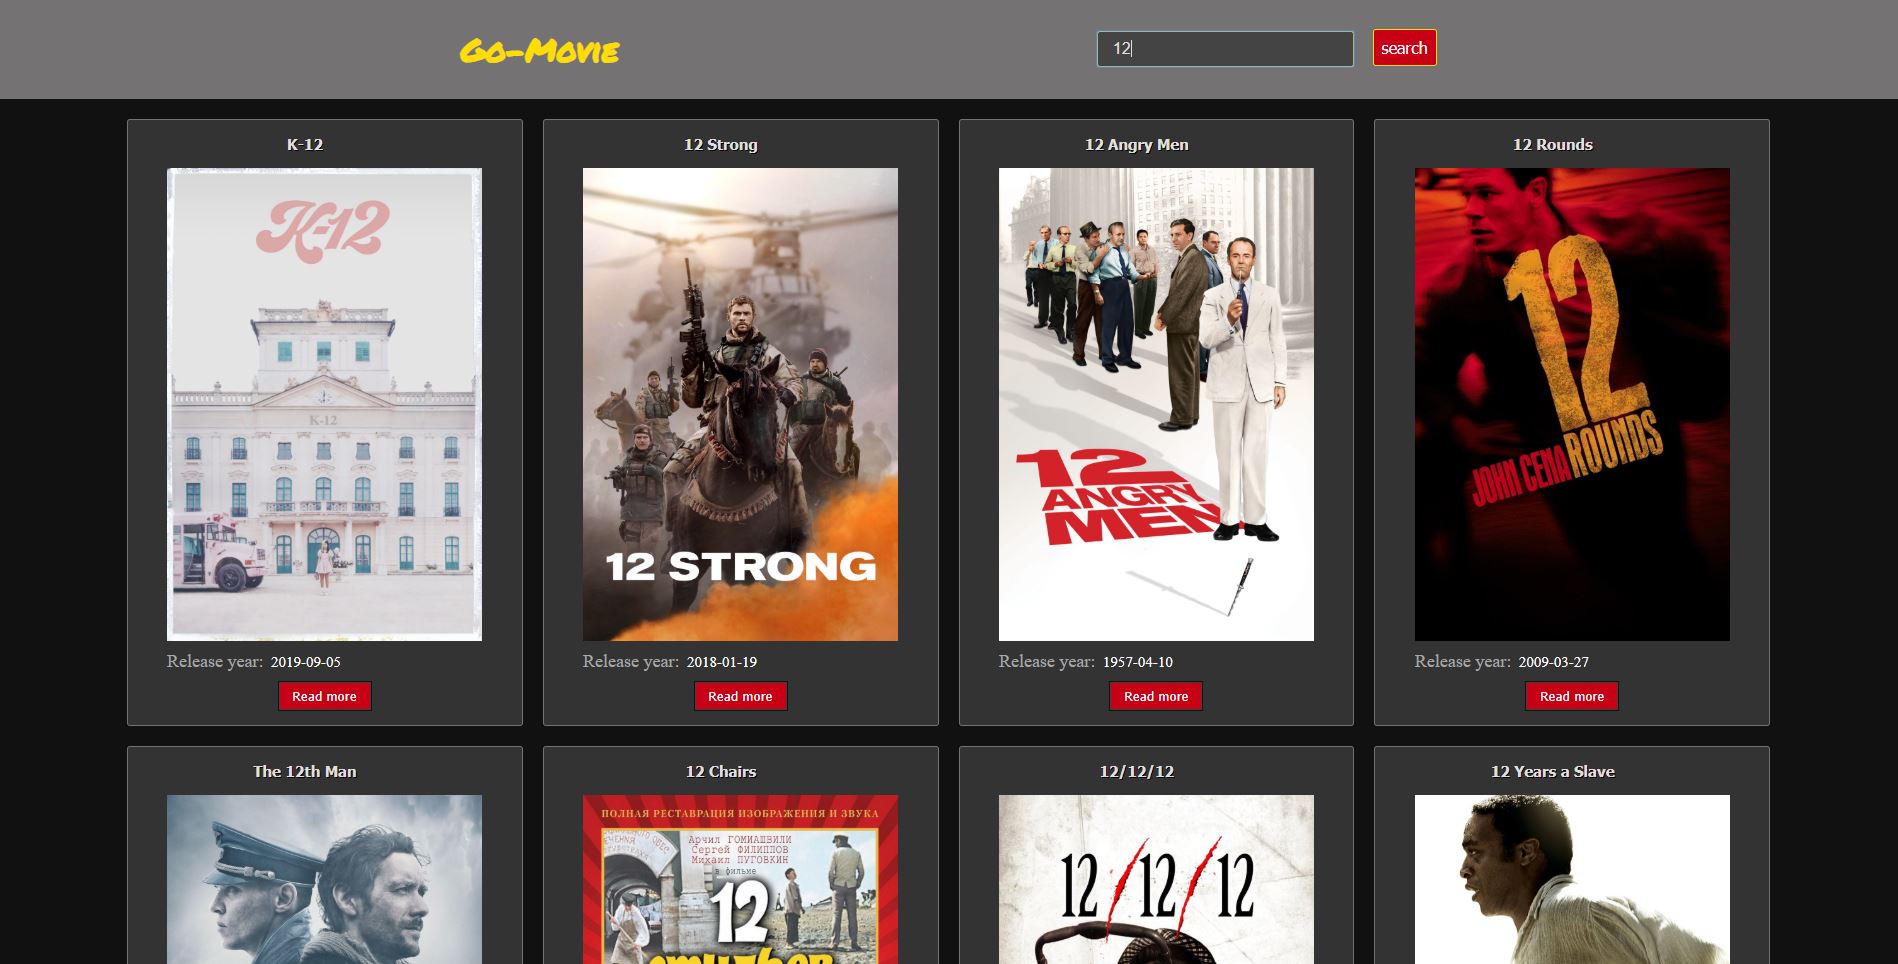 Go-Movie
12
search
K-12
12 Strong
12 Angry Men
12 Rounds
K-12
K-12
12 STRONG
12
ANGRY
MEN
12
JOHN CENA ROUNDS
Release year: 2019-09-05
Release year: 2018-01-19
Release year: 1957-04-10
Release year: 2009-03-27
Read more
Read more
Read more
Read more
The 12th Man
12 Chairs
12/12/12
12 Years a Slave
ПОЛНАЯ РЕСТАВРАЦИЯ ИЗОБРАЖЕНИЯ И ЗВУКА
Арчил ГОМИАШВИЛИ
Сергей ФИЛИППОВ
Михаил ПУГОВКИН
в фильме
12
12/12/12